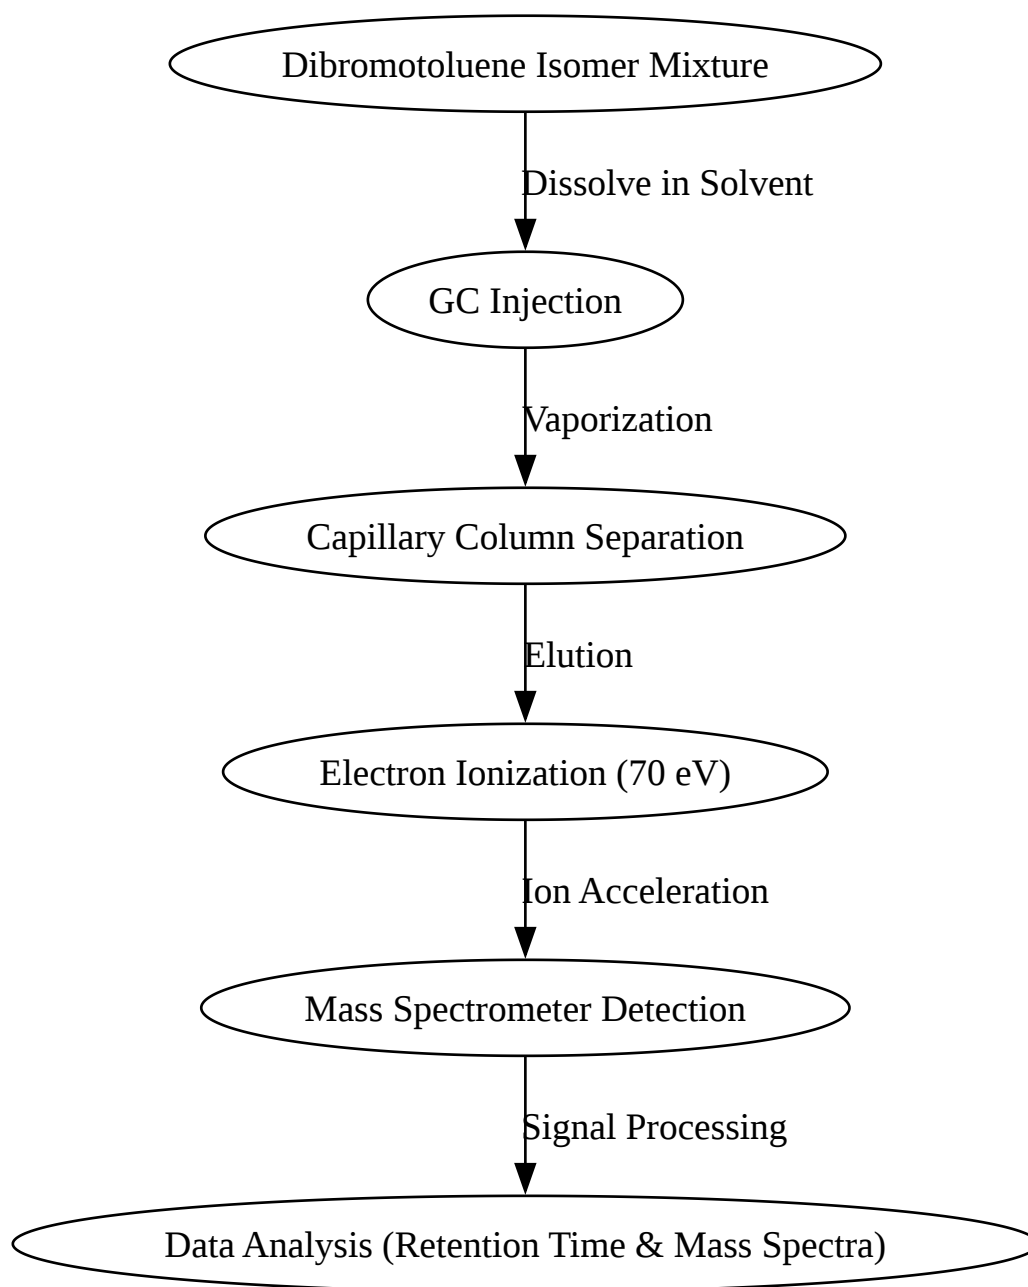 Dibromotoluene Isomer Mixture
Dissolve in Solvent
GC Injection
Vaporization
Capillary Column Separation
Elution
Electron Ionization (70 eV)
Ion Acceleration
Mass Spectrometer Detection
Signal Processing
Data Analysis (Retention Time & Mass Spectra)